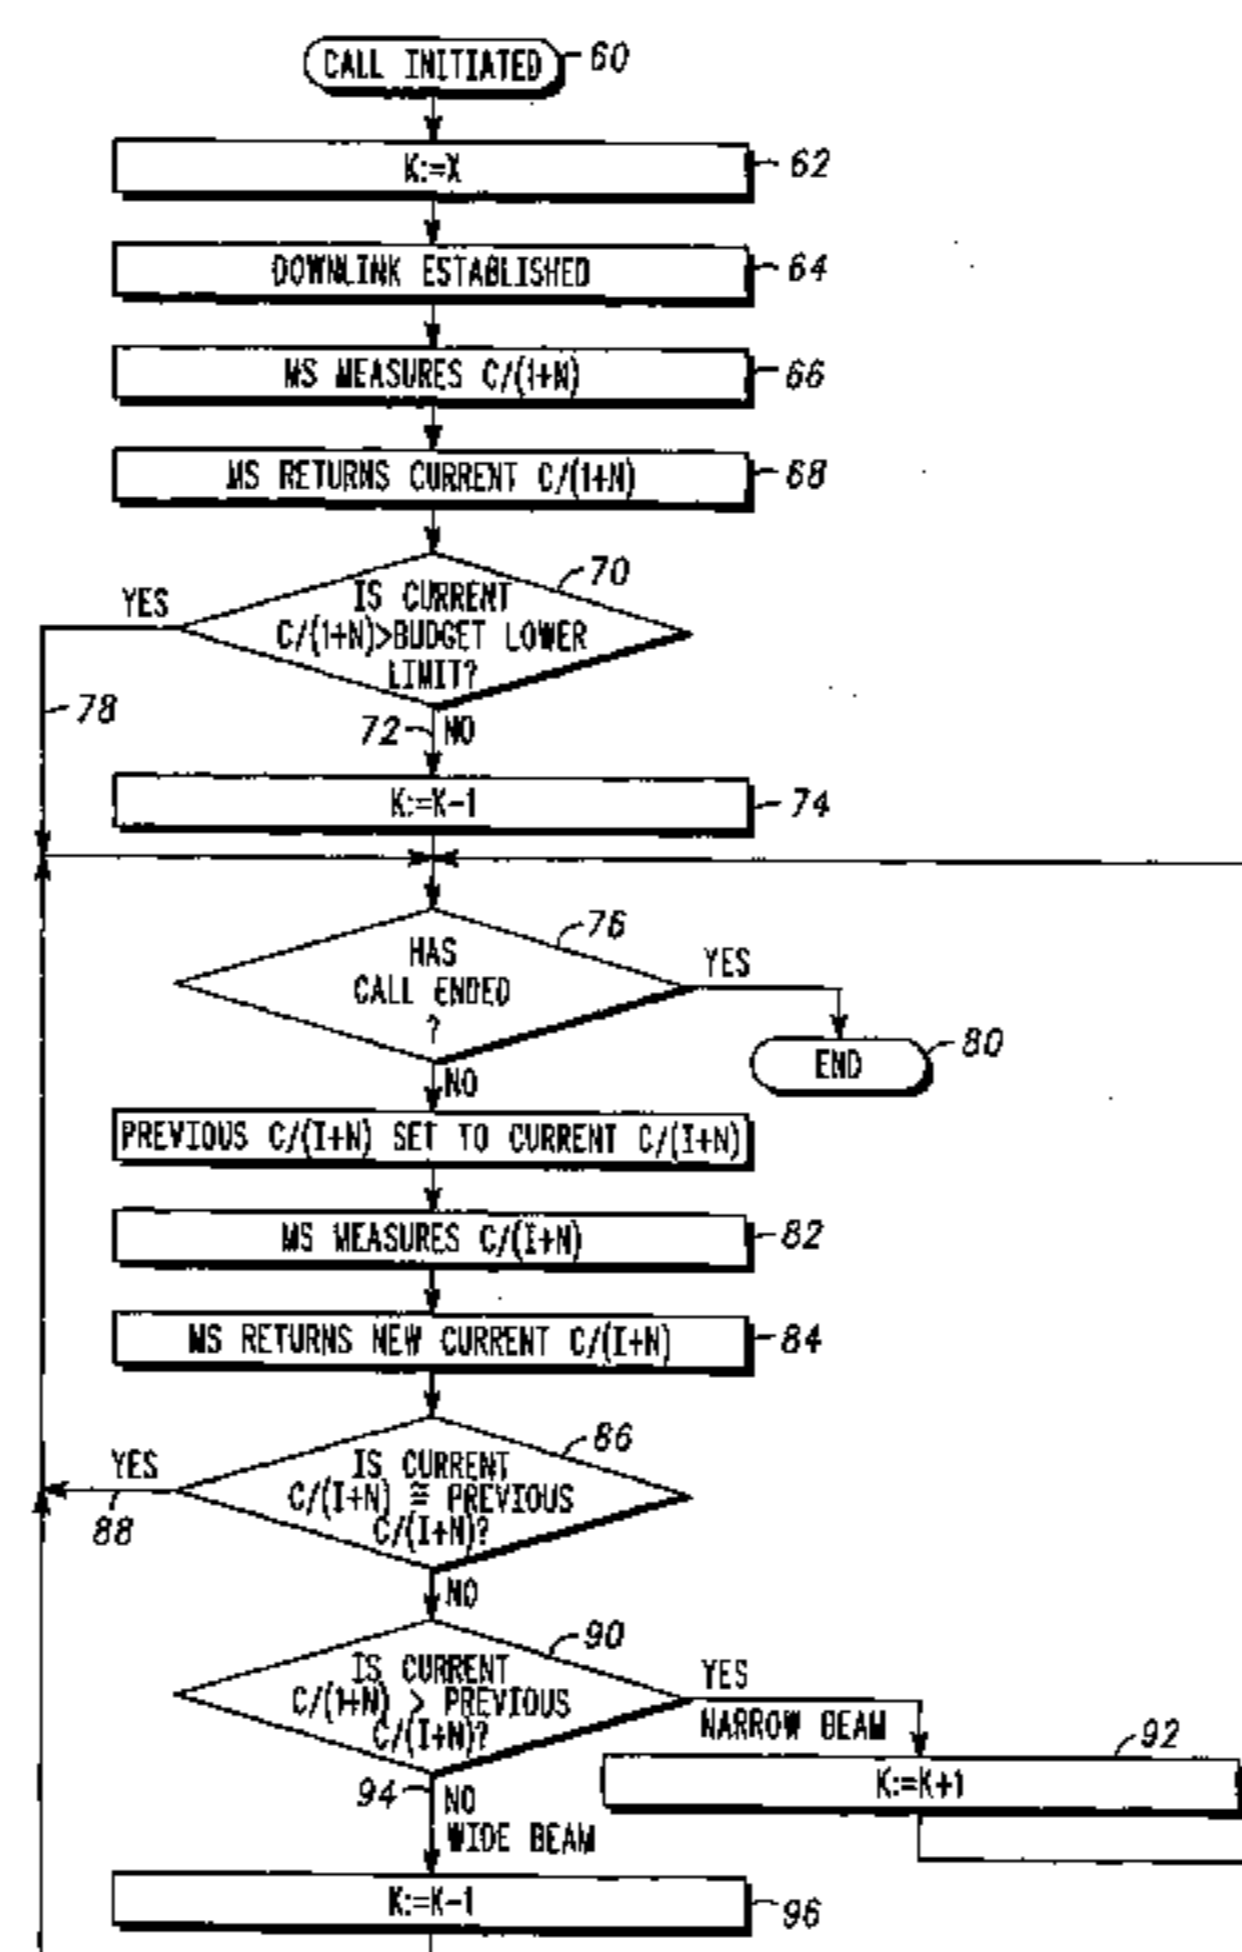 CALL INITIATED
60
K:=X
62
DOWNLINK ESTABLISHED
64
MS MEASURES C/(I+N)
66
MS RETURNS CURRENT C/(1+N)
68
70
YES
IS CURRENT
C/(1+N)>BUDGET LOWER
LIMIT?
78
72
NO
K:=K-1
74
76
HAS
CALL ENDED
?
YES
END
80
NO
PREVIOUS C/(I+N) SET TO CURRENT C/(I+N)
MS MEASURES C/(I+N)
82
MS RETURNS NEW CURRENT C/(I+N)
84
86
YES
IS CURRENT
C/(I+N) ≅ PREVIOUS
C/(I+N)?
88
NO
90
IS CURRENT
C/(1+N) > PREVIOUS
C/(I+N)?
YES
NARROW BEAM
92
K:=K+1
94
NO
WIDE BEAM
K:=K-1
96